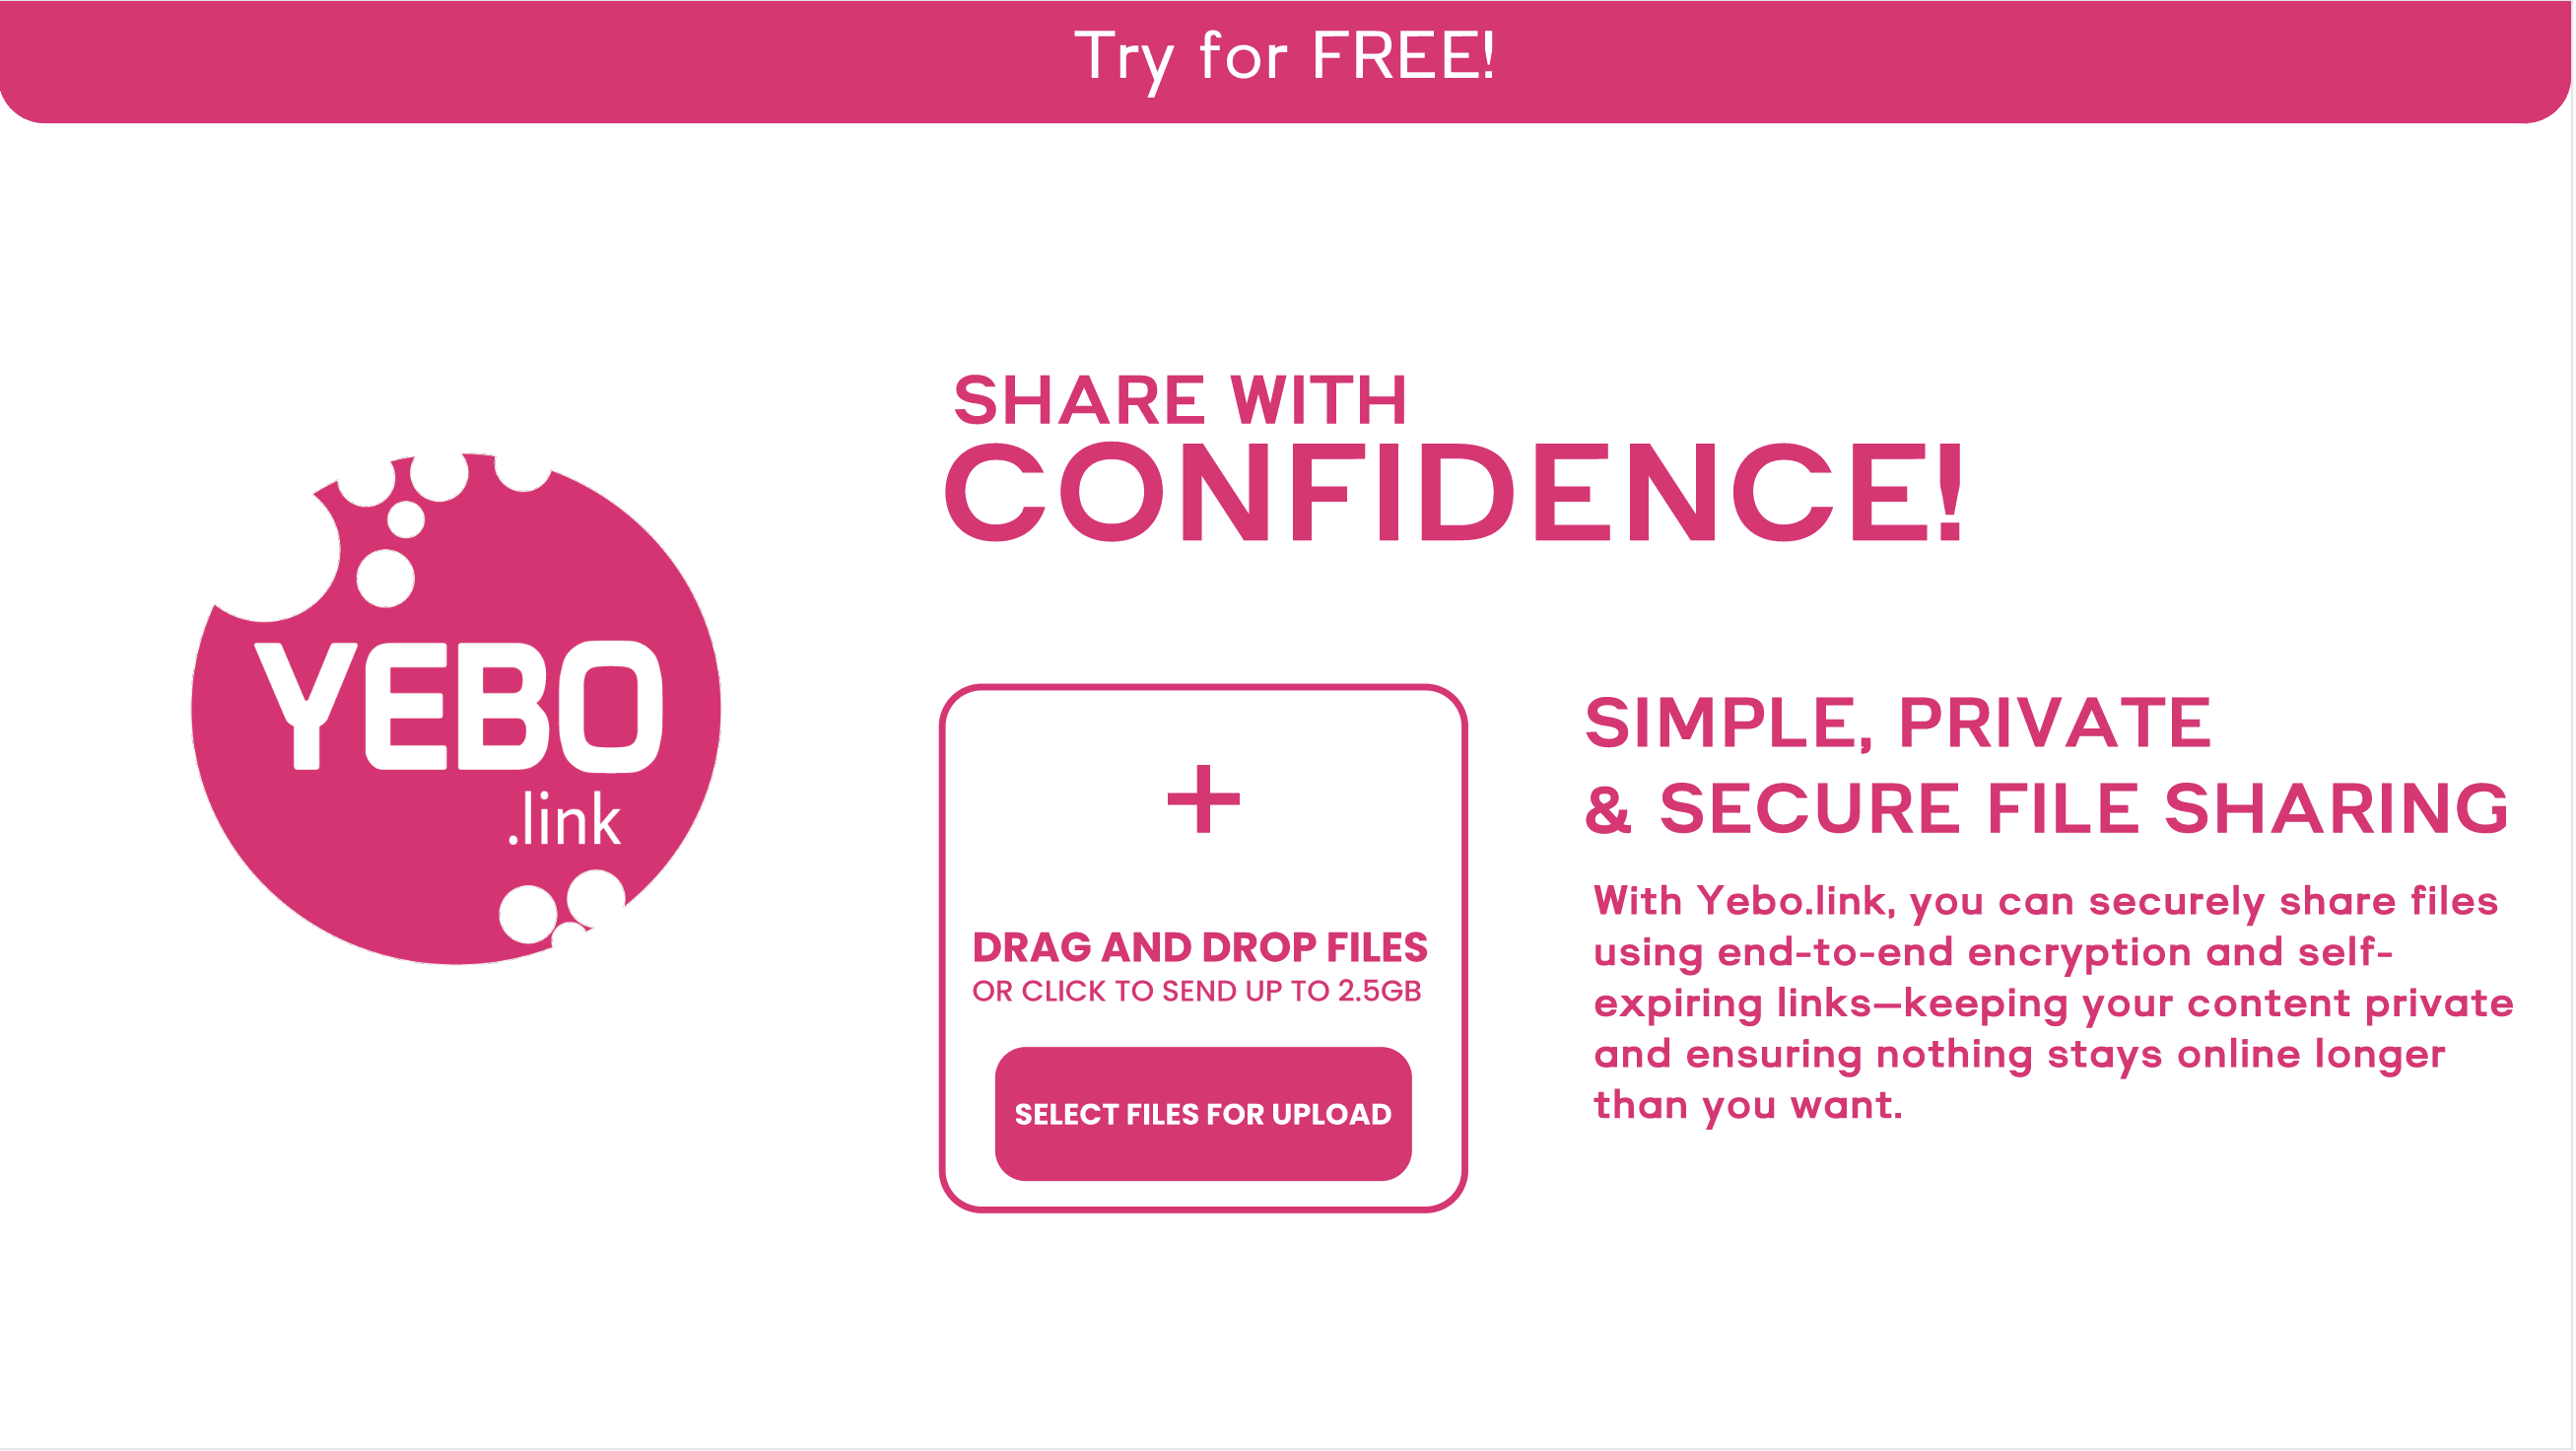 Try for FREE!
SHARE WITH
CONFIDENCE!
YEBO
.link
DRAG AND DROP FILES
OR CLICK TO SEND UP TO 2.5GB
SELECT FILES FOR UPLOAD
SIMPLE, PRIVATE
& SECURE FILE SHARING
With Yebo.link, you can securely share files
using end-to-end encryption and self-
expiring links—keeping your content private
and ensuring nothing stays online longer
than you want.